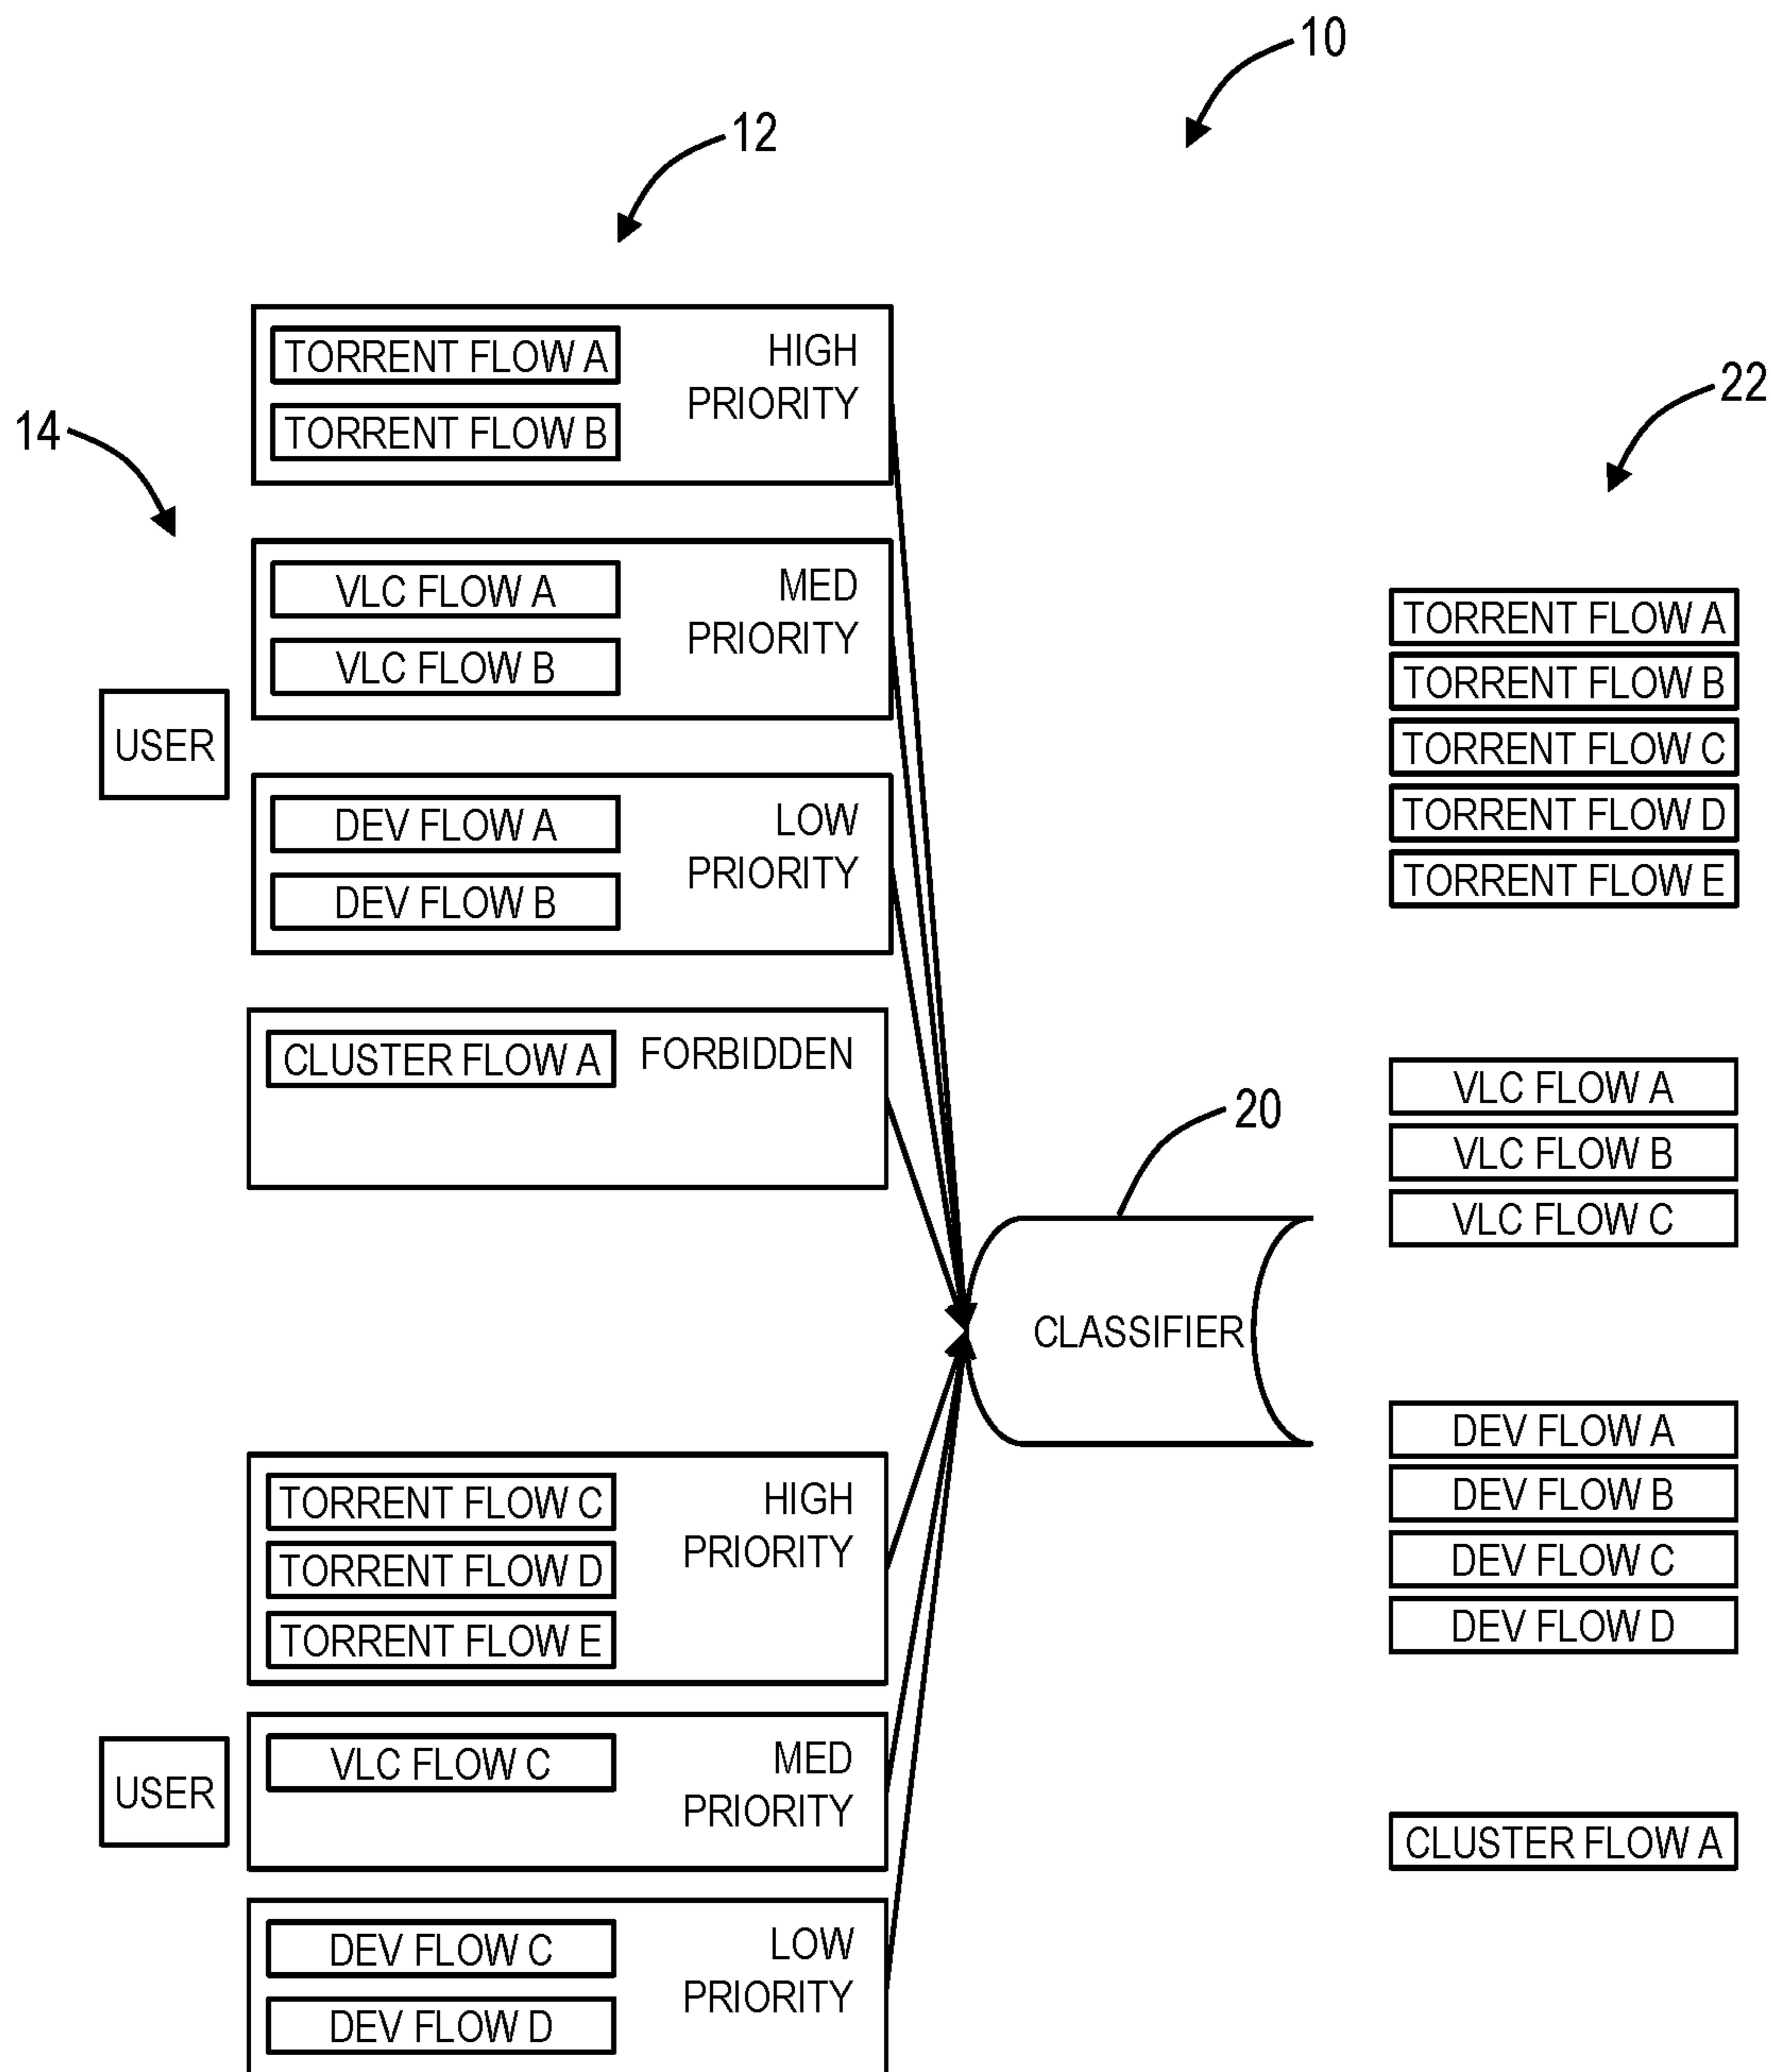 10
12
14
22
TORRENT FLOW A
TORRENT FLOW B
HIGH
PRIORITY
VLC FLOW A
VLC FLOW B
MED
PRIORITY
USER
DEV FLOW A
DEV FLOW B
LOW
PRIORITY
CLUSTER FLOW A
FORBIDDEN
TORRENT FLOW C
TORRENT FLOW D
TORRENT FLOW E
HIGH
PRIORITY
USER
VLC FLOW C
MED
PRIORITY
DEV FLOW C
DEV FLOW D
LOW
PRIORITY
20
CLASSIFIER
TORRENT FLOW A
TORRENT FLOW B
TORRENT FLOW C
TORRENT FLOW D
TORRENT FLOW E
VLC FLOW A
VLC FLOW B
VLC FLOW C
DEV FLOW A
DEV FLOW B
DEV FLOW C
DEV FLOW D
CLUSTER FLOW A